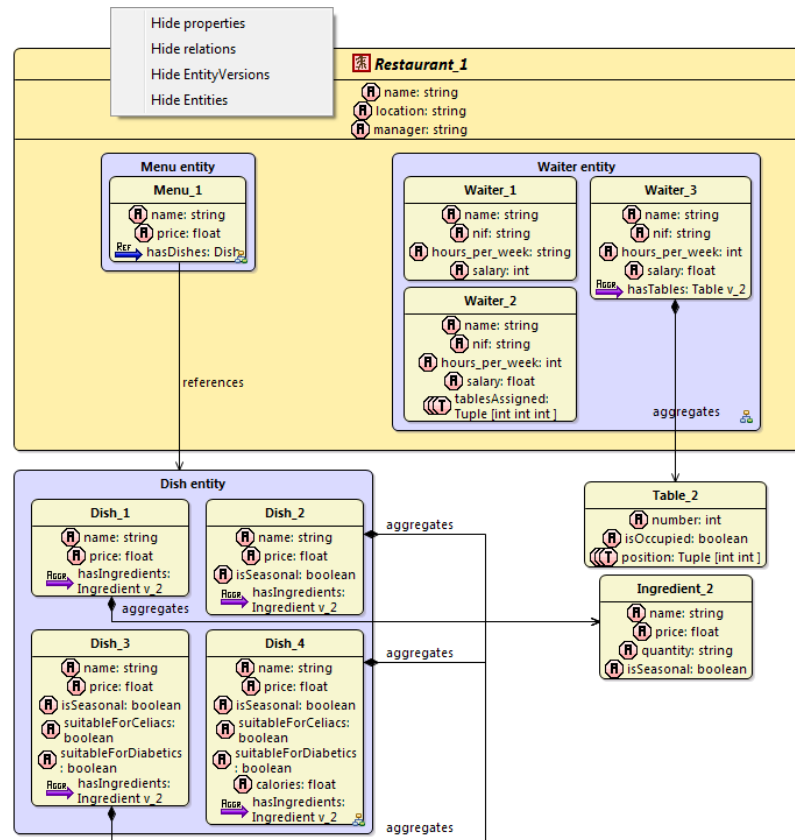 Hide properties
Hide relations
Hide EntityVersions
Hide Entities
Restaurant_1
name: string
location: string
manager: string
Menu entity
Menu_1
name: string
price: float
REF hasDishes: Dish
Waiter entity
Waiter_1
name: string
nif: string
hours_per_week: string
salary: int
Waiter_2
name: string
nif: string
hours_per_week: int
salary: float
tablesAssigned:
Tuple [int int int ]
Waiter_3
name: string
nif: string
hours_per_week: int
salary: float
AGGR hasTables: Table v_2
references
aggregates
Dish entity
Dish_1
name: string
price: float
AGGR hasIngredients:
Ingredient v_2
aggregates
Dish_2
name: string
price: float
isSeasonal: boolean
AGGR hasIngredients:
Ingredient v_2
aggregates
Dish_3
name: string
price: float
isSeasonal: boolean
suitableForCeliacs:
boolean
suitableForDiabetics
: boolean
AGGR hasIngredients:
Ingredient v_2
Dish_4
name: string
price: float
isSeasonal: boolean
suitableForCeliacs:
boolean
suitableForDiabetics
: boolean
calories: float
AGGR hasIngredients:
Ingredient v_2
aggregates
aggregates
Table_2
number: int
isOccupied: boolean
position: Tuple [int int ]
Ingredient_2
name: string
price: float
quantity: string
isSeasonal: boolean